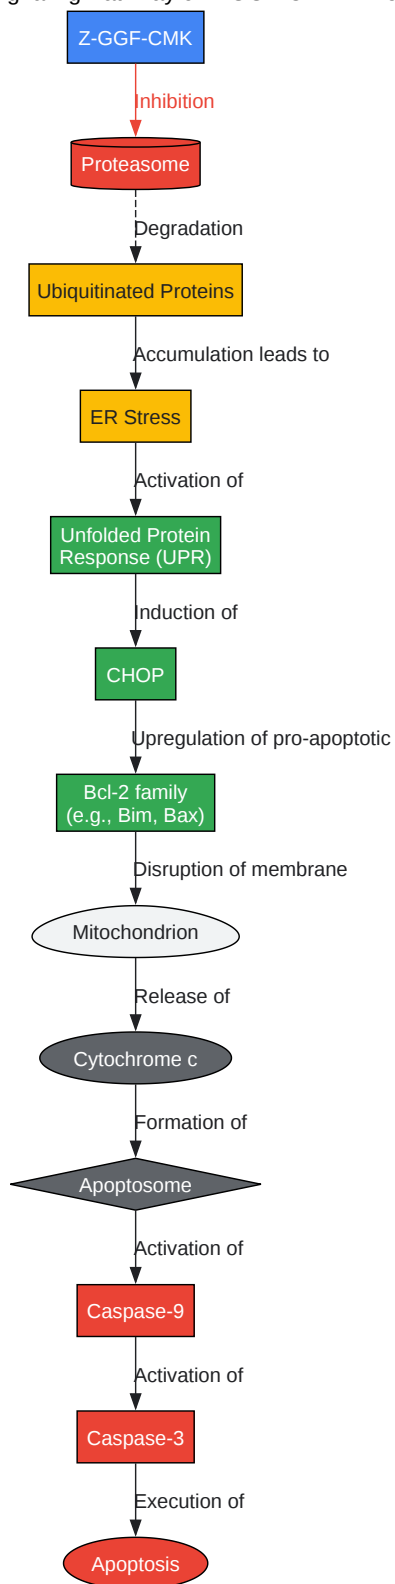 Z-GGF-CMK
Inhibition
Proteasome
Degradation
Ubiquitinated Proteins
Accumulation leads to
ER Stress
Activation of
Unfolded Protein
Response (UPR)
Induction of
CHOP
Upregulation of pro-apoptotic
Bcl-2 family
(e.g., Bim, Bax)
Disruption of membrane
Mitochondrion
Release of
Cytochrome c
Formation of
Apoptosome
Activation of
Caspase-9
Activation of
Caspase-3
Execution of
Apoptosis